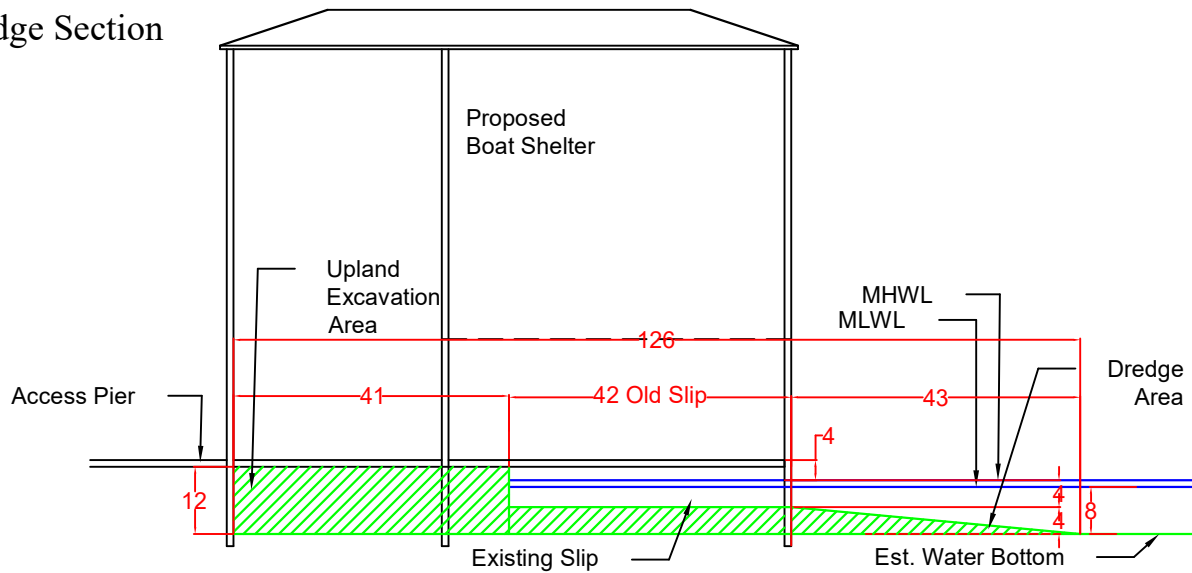 dge Section
Proposed
Boat Shelter
Upland
Excavation
Area
MHWL
MLWL
126
Dredge
Area
Access Pier
41
42 Old Slip
43
4
12
4
4
8
Existing Slip
Est. Water Bottom